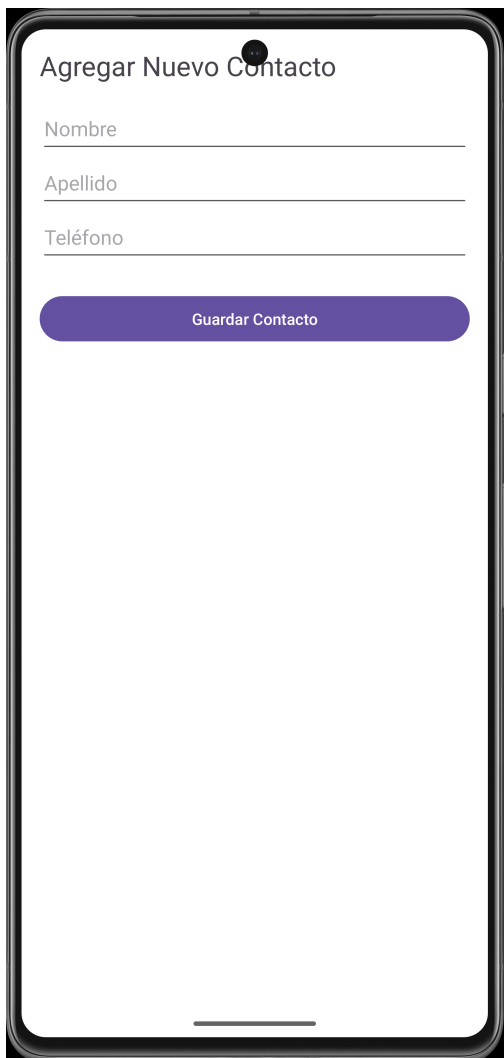 Agregar Nuevo Contacto
Nombre
Apellido
Teléfono
Guardar Contacto